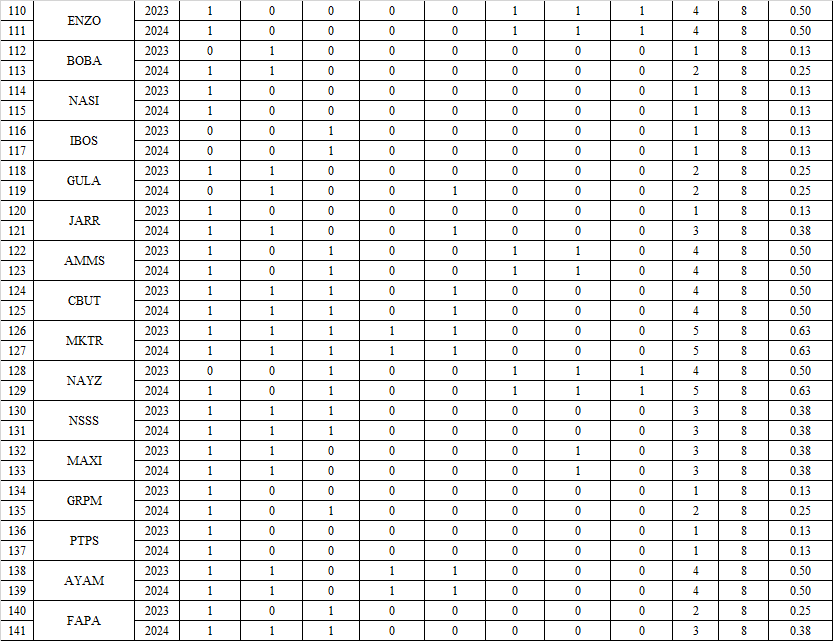 110 ENZO 2023 1 0 0 0 0 1 1 1 4 8 0.50
111 2024 1 0 0 0 0 1 1 1 4 8 0.50
112 BOBA 2023 0 1 0 0 0 0 0 0 1 8 0.13
113 2024 1 1 0 0 0 0 0 0 2 8 0.25
114 NASI 2023 1 0 0 0 0 0 0 0 1 8 0.13
115 2024 1 0 0 0 0 0 0 0 1 8 0.13
116 IBOS 2023 0 0 1 0 0 0 0 0 1 8 0.13
117 2024 0 0 1 0 0 0 0 0 1 8 0.13
118 GULA 2023 1 1 0 0 0 0 0 0 2 8 0.25
119 2024 0 1 0 0 1 0 0 0 2 8 0.25
120 JARR 2023 1 0 0 0 0 0 0 0 1 8 0.13
121 2024 1 1 0 0 1 0 0 0 3 8 0.38
122 AMMS 2023 1 0 1 0 0 1 1 0 4 8 0.50
123 2024 1 0 1 0 0 1 1 0 4 8 0.50
124 CBUT 2023 1 1 1 0 1 0 0 0 4 8 0.50
125 2024 1 1 1 0 1 0 0 0 4 8 0.50
126 MKTR 2023 1 1 1 1 1 0 0 0 5 8 0.63
127 2024 1 1 1 1 1 0 0 0 5 8 0.63
128 NAYZ 2023 0 0 1 0 0 1 1 1 4 8 0.50
129 2024 1 0 1 0 0 1 1 1 5 8 0.63
130 NSSS 2023 1 1 1 0 0 0 0 0 3 8 0.38
131 2024 1 1 1 0 0 0 0 0 3 8 0.38
132 MAXI 2023 1 1 0 0 0 0 1 0 3 8 0.38
133 2024 1 1 0 0 0 0 1 0 3 8 0.38
134 GRPM 2023 1 0 0 0 0 0 0 0 1 8 0.13
135 2024 1 0 1 0 0 0 0 0 2 8 0.25
136 PTPS 2023 1 0 0 0 0 0 0 0 1 8 0.13
137 2024 1 0 0 0 0 0 0 0 1 8 0.13
138 AYAM 2023 1 1 0 1 1 0 0 0 4 8 0.50
139 2024 1 1 0 1 1 0 0 0 4 8 0.50
140 FAPA 2023 1 0 1 0 0 0 0 0 2 8 0.25
141 2024 1 1 1 0 0 0 0 0 3 8 0.38